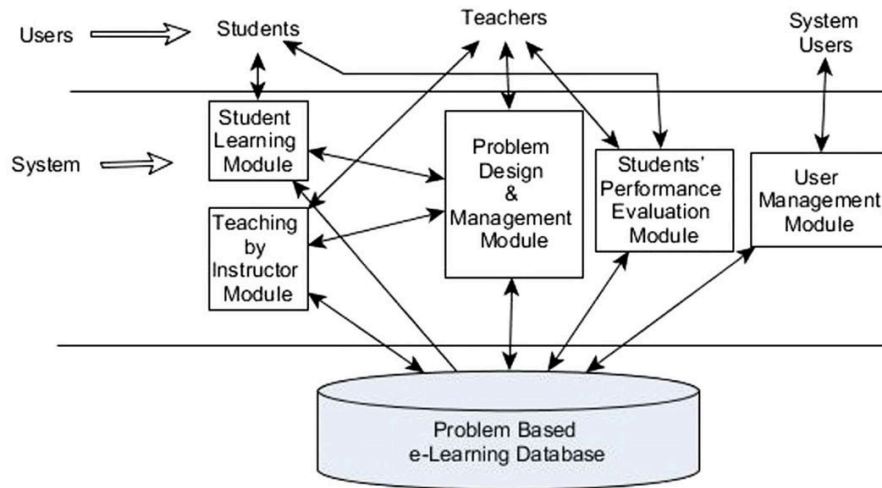 Users
Students
Teachers
System
Users
System
Student
Learning
Module
Teaching
by
Instructor
Module
Problem
Design
&
Management
Module
Students'
Performance
Evaluation
Module
User
Management
Module
Problem Based
e-Learning Database